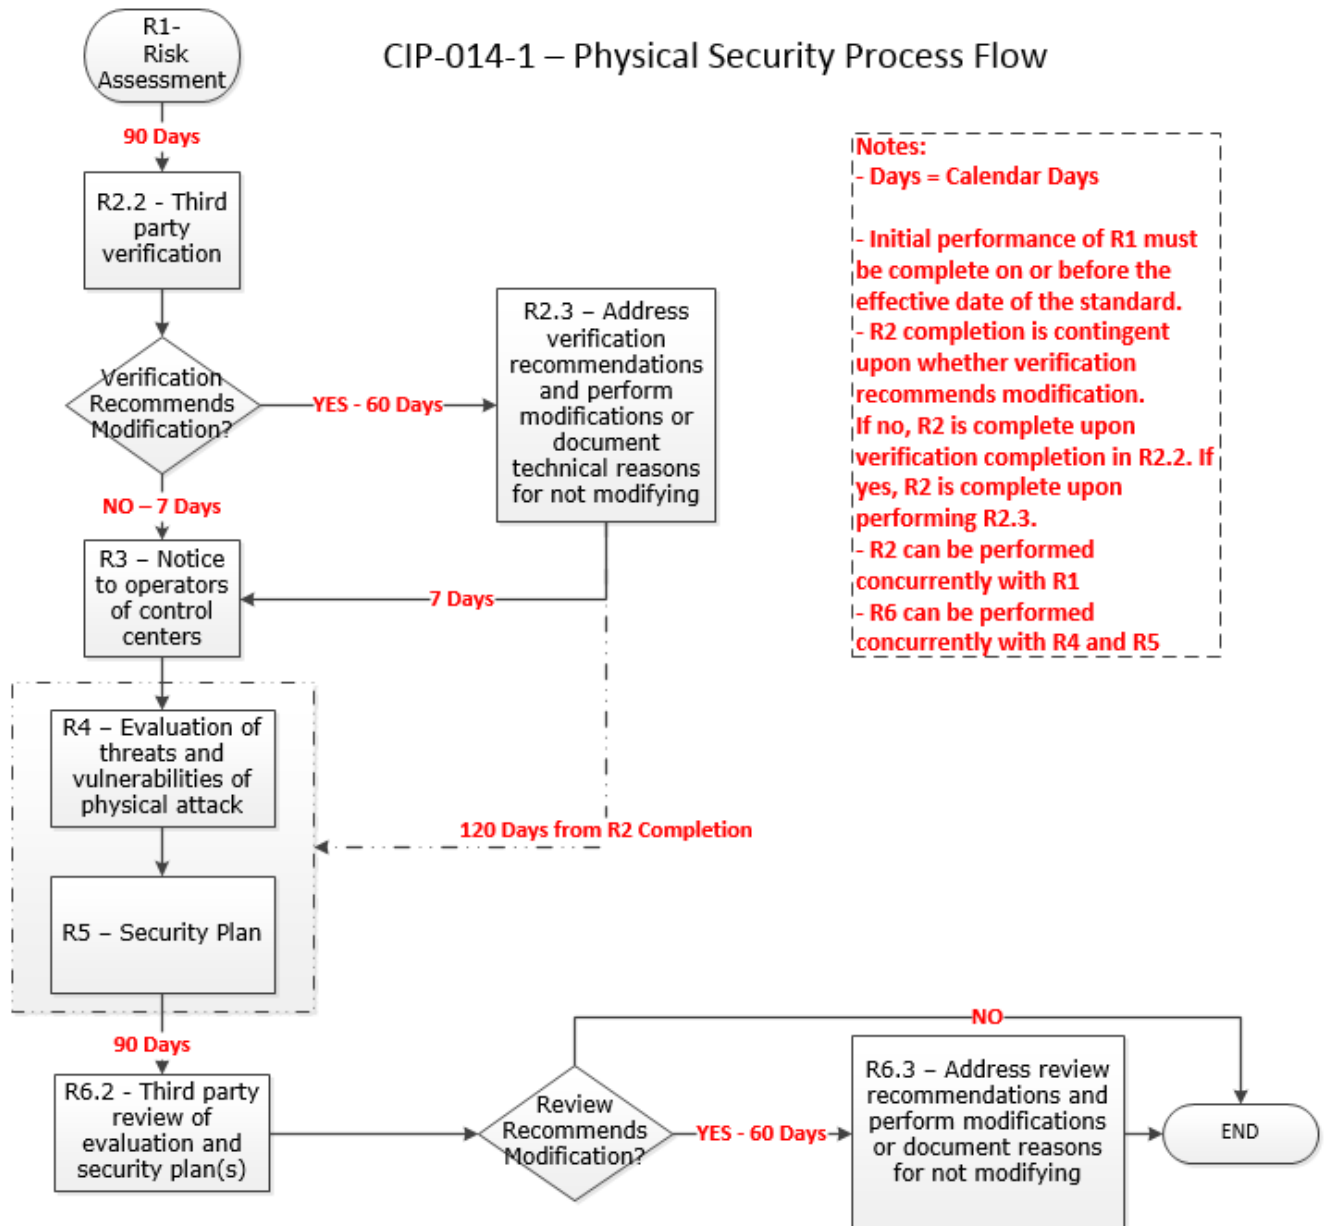 R1-
Risk
Assessment
CIP-014-1 – Physical Security Process Flow
90 Days
R2.2 - Third
party
verification
Notes:
- Days = Calendar Days
- Initial performance of R1 must
be complete on or before the
effective date of the standard.
- R2 completion is contingent
upon whether verification
recommends modification.
If no, R2 is complete upon
verification completion in R2.2. If
yes, R2 is complete upon
performing R2.3.
- R2 can be performed
concurrently with R1
- R6 can be performed
concurrently with R4 and R5
Verification
Recommends
Modification?
YES - 60 Days
R2.3 – Address
verification
recommendations
and perform
modifications or
document
technical reasons
for not modifying
NO – 7 Days
R3 – Notice
to operators
of control
centers
7 Days
R4 – Evaluation of
threats and
vulnerabilities of
physical attack
120 Days from R2 Completion
R5 – Security Plan
90 Days
R6.2 - Third party
review of
evaluation and
security plan(s)
Review
Recommends
Modification?
NO
YES - 60 Days
R6.3 – Address review
recommendations and
perform modifications
or document reasons
for not modifying
END